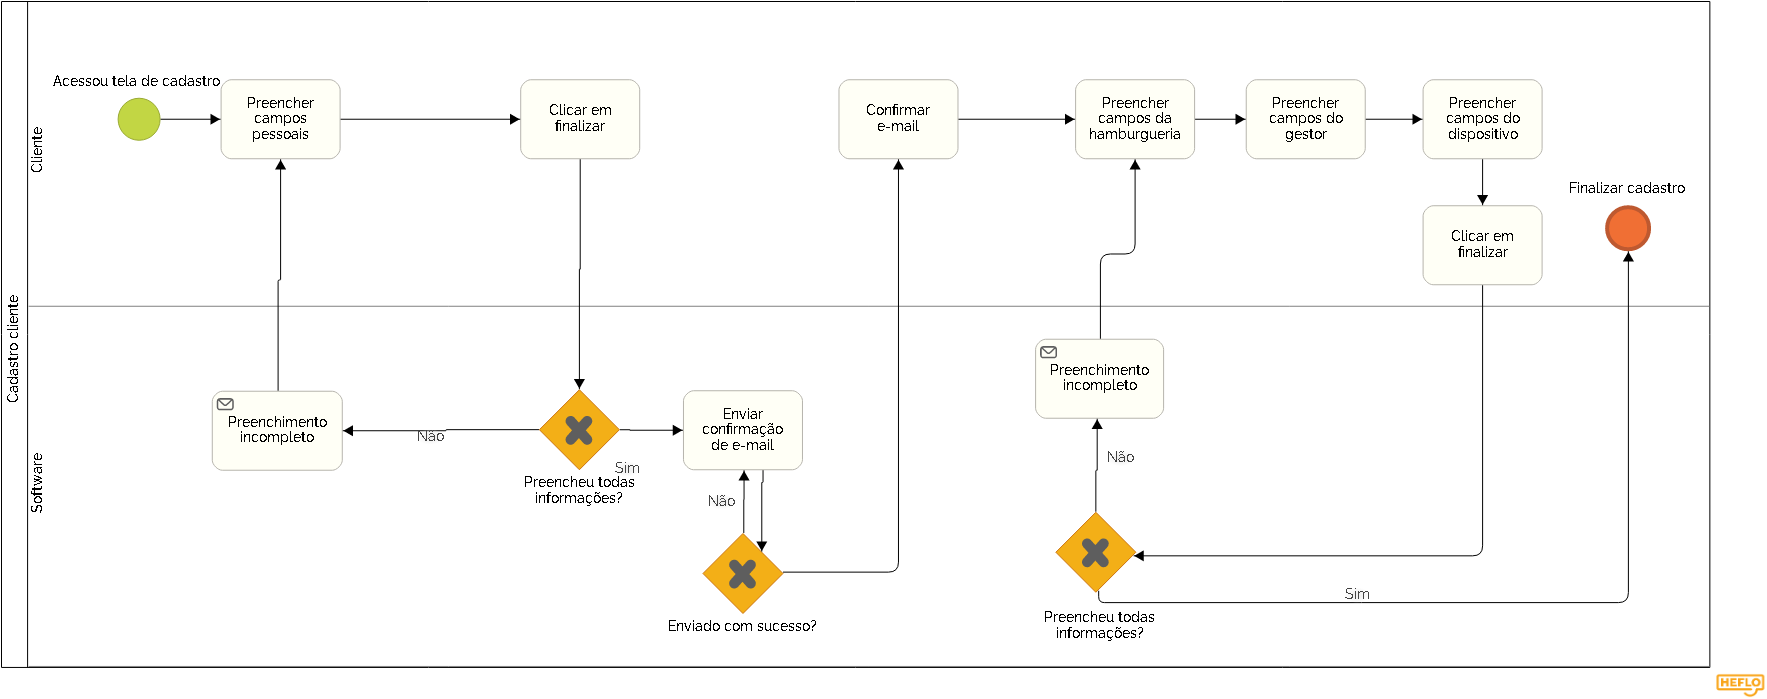 Cadastro cliente
Cliente
Acessou tela de cadastro
Preencher
campos
pessoais
Clicar em
finalizar
Confirmar
e-mail
Preencher
campos da
hamburgueria
Preencher
campos do
gestor
Preencher
campos do
dispositivo
Clicar em
finalizar
Finalizar cadastro
Software
Preenchimento
incompleto
Não
Preencheu todas
informações?
Sim
Enviar
confirmação
de e-mail
Não
Enviado com sucesso?
Preenchimento
incompleto
Não
Preencheu todas
informações?
Sim
HEFLO